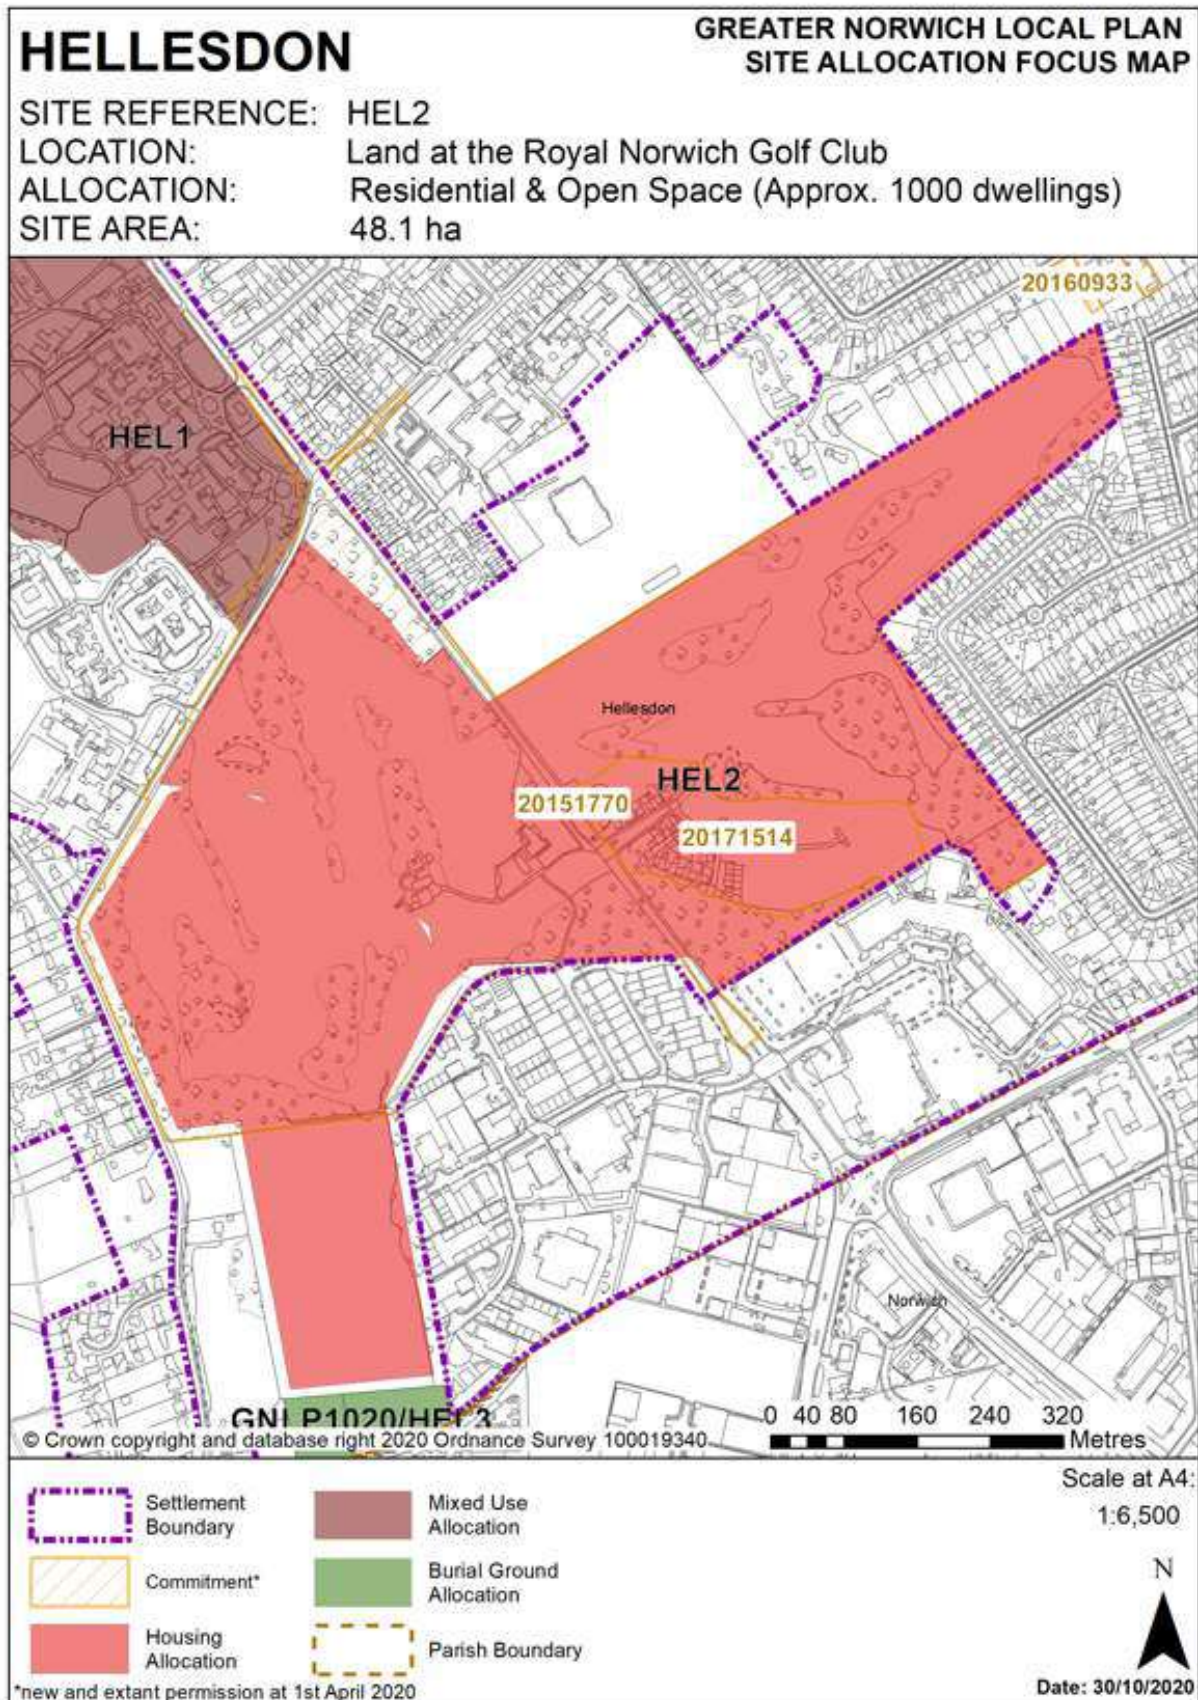 HELLESDON
GREATER NORWICH LOCAL PLAN
SITE ALLOCATION FOCUS MAP
SITE REFERENCE: HEL2
LOCATION: Land at the Royal Norwich Golf Club
ALLOCATION: Residential & Open Space (Approx. 1000 dwellings)
SITE AREA: 48.1 ha
20160933
HEL1
Hellesdon
HEL2
20151770
20171514
Norwich
GNLP1020/HEL3
0 40 80 160 240 320
Metres
© Crown copyright and database right 2020 Ordnance Survey 100019340
Settlement
Boundary
Commitment*
Housing
Allocation
Mixed Use
Allocation
Burial Ground
Allocation
Parish Boundary
Scale at A4:
1:6,500
N
*new and extant permission at 1st April 2020
Date: 30/10/2020